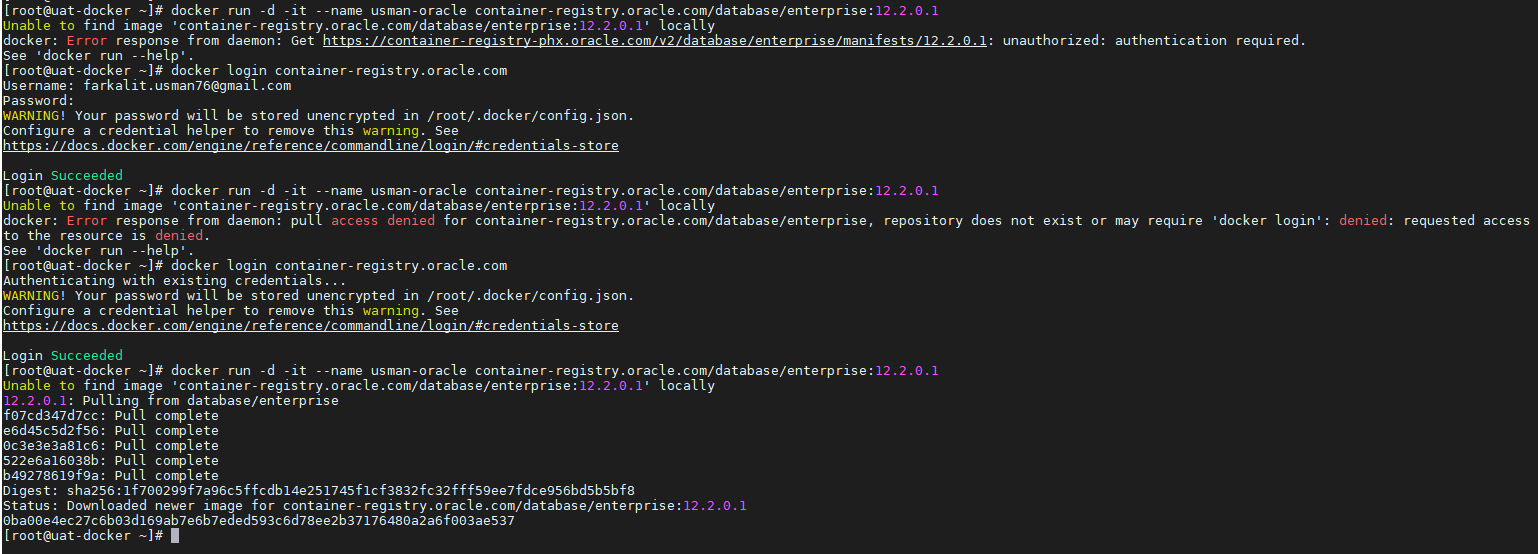 [root@uat-docker ~]# docker run -d -it --name usman-oracle container-registry.oracle.com/database/enterprise:12.2.0.1
Unable to find image 'container-registry.oracle.com/database/enterprise:12.2.0.1' locally
docker: Error response from daemon: Get https://container-registry-phx.oracle.com/v2/database/enterprise/manifests/12.2.0.1: unauthorized: authentication required.
See 'docker run --help'.
[root@uat-docker ~]# docker login container-registry.oracle.com
Username: farkalit.usman76@gmail.com
Password:
WARNING! Your password will be stored unencrypted in /root/.docker/config.json.
Configure a credential helper to remove this warning. See
https://docs.docker.com/engine/reference/commandline/login/#credentials-store
Login Succeeded
[root@uat-docker ~]# docker run -d -it --name usman-oracle container-registry.oracle.com/database/enterprise:12.2.0.1
Unable to find image 'container-registry.oracle.com/database/enterprise:12.2.0.1' locally
docker: Error response from daemon: pull access denied for container-registry.oracle.com/database/enterprise, repository does not exist or may require 'docker login': denied: requested access
to the resource is denied.
See 'docker run --help'.
[root@uat-docker ~]# docker login container-registry.oracle.com
Authenticating with existing credentials...
WARNING! Your password will be stored unencrypted in /root/.docker/config.json.
Configure a credential helper to remove this warning. See
https://docs.docker.com/engine/reference/commandline/login/#credentials-store
Login Succeeded
[root@uat-docker ~]# docker run -d -it --name usman-oracle container-registry.oracle.com/database/enterprise:12.2.0.1
Unable to find image 'container-registry.oracle.com/database/enterprise:12.2.0.1' locally
12.2.0.1: Pulling from database/enterprise
f07cd347d7cc: Pull complete
e6d45c5d2f56: Pull complete
0c3e3e3a81c6: Pull complete
522e6a16038b: Pull complete
b49278619f9a: Pull complete
Digest: sha256:1f700299f7a96c5ffcdb14e251745f1cf3832fc32fff59ee7fdce956bd5b5bf8
Status: Downloaded newer image for container-registry.oracle.com/database/enterprise:12.2.0.1
0ba00e4ec27c6b03d169ab7e6b7eded593c6d78ee2b37176480a2a6f003ae537
[root@uat-docker ~]#